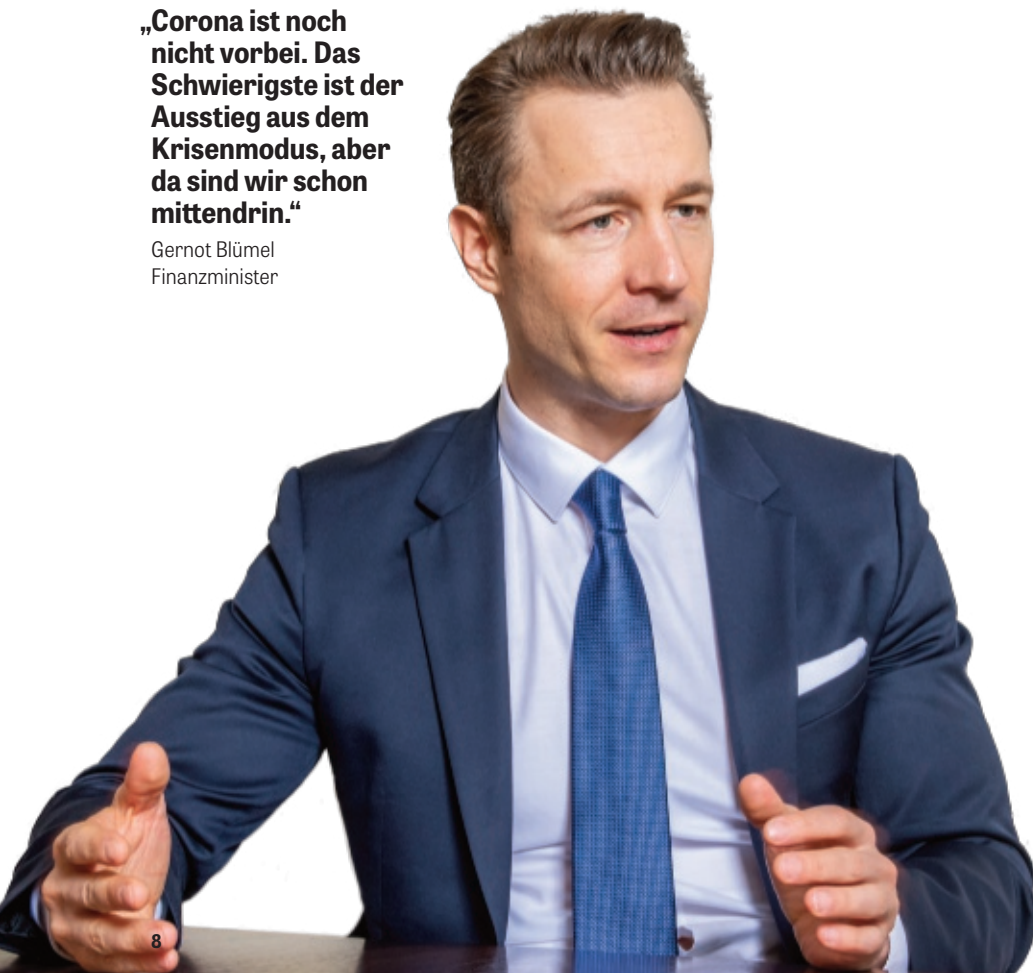 „Corona ist noch
nicht vorbei. Das
Schwierigste ist der
Ausstieg aus dem
Krisenmodus, aber
da sind wir schon
mittendrin.“
Gernot Blümel
Finanzminister
8